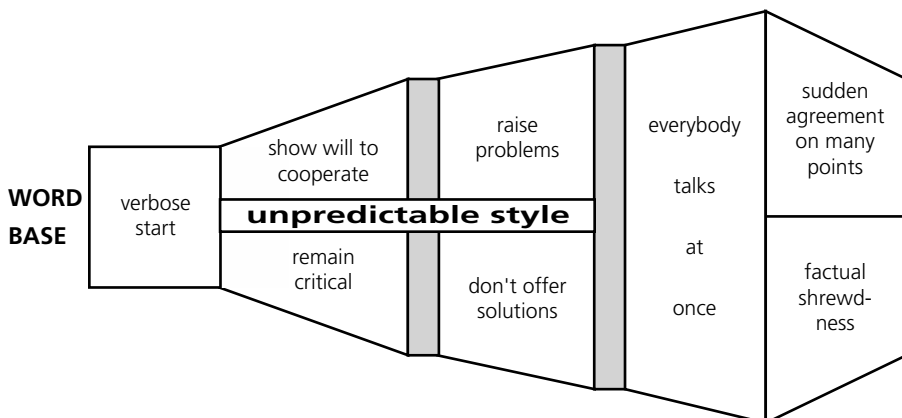 WORD
BASE
verbose
start
show will to
cooperate
unpredictable style
remain
critical
raise
problems
don't offer
solutions
everybody
talks
at
once
sudden
agreement
on many
points
factual
shrewd-
ness